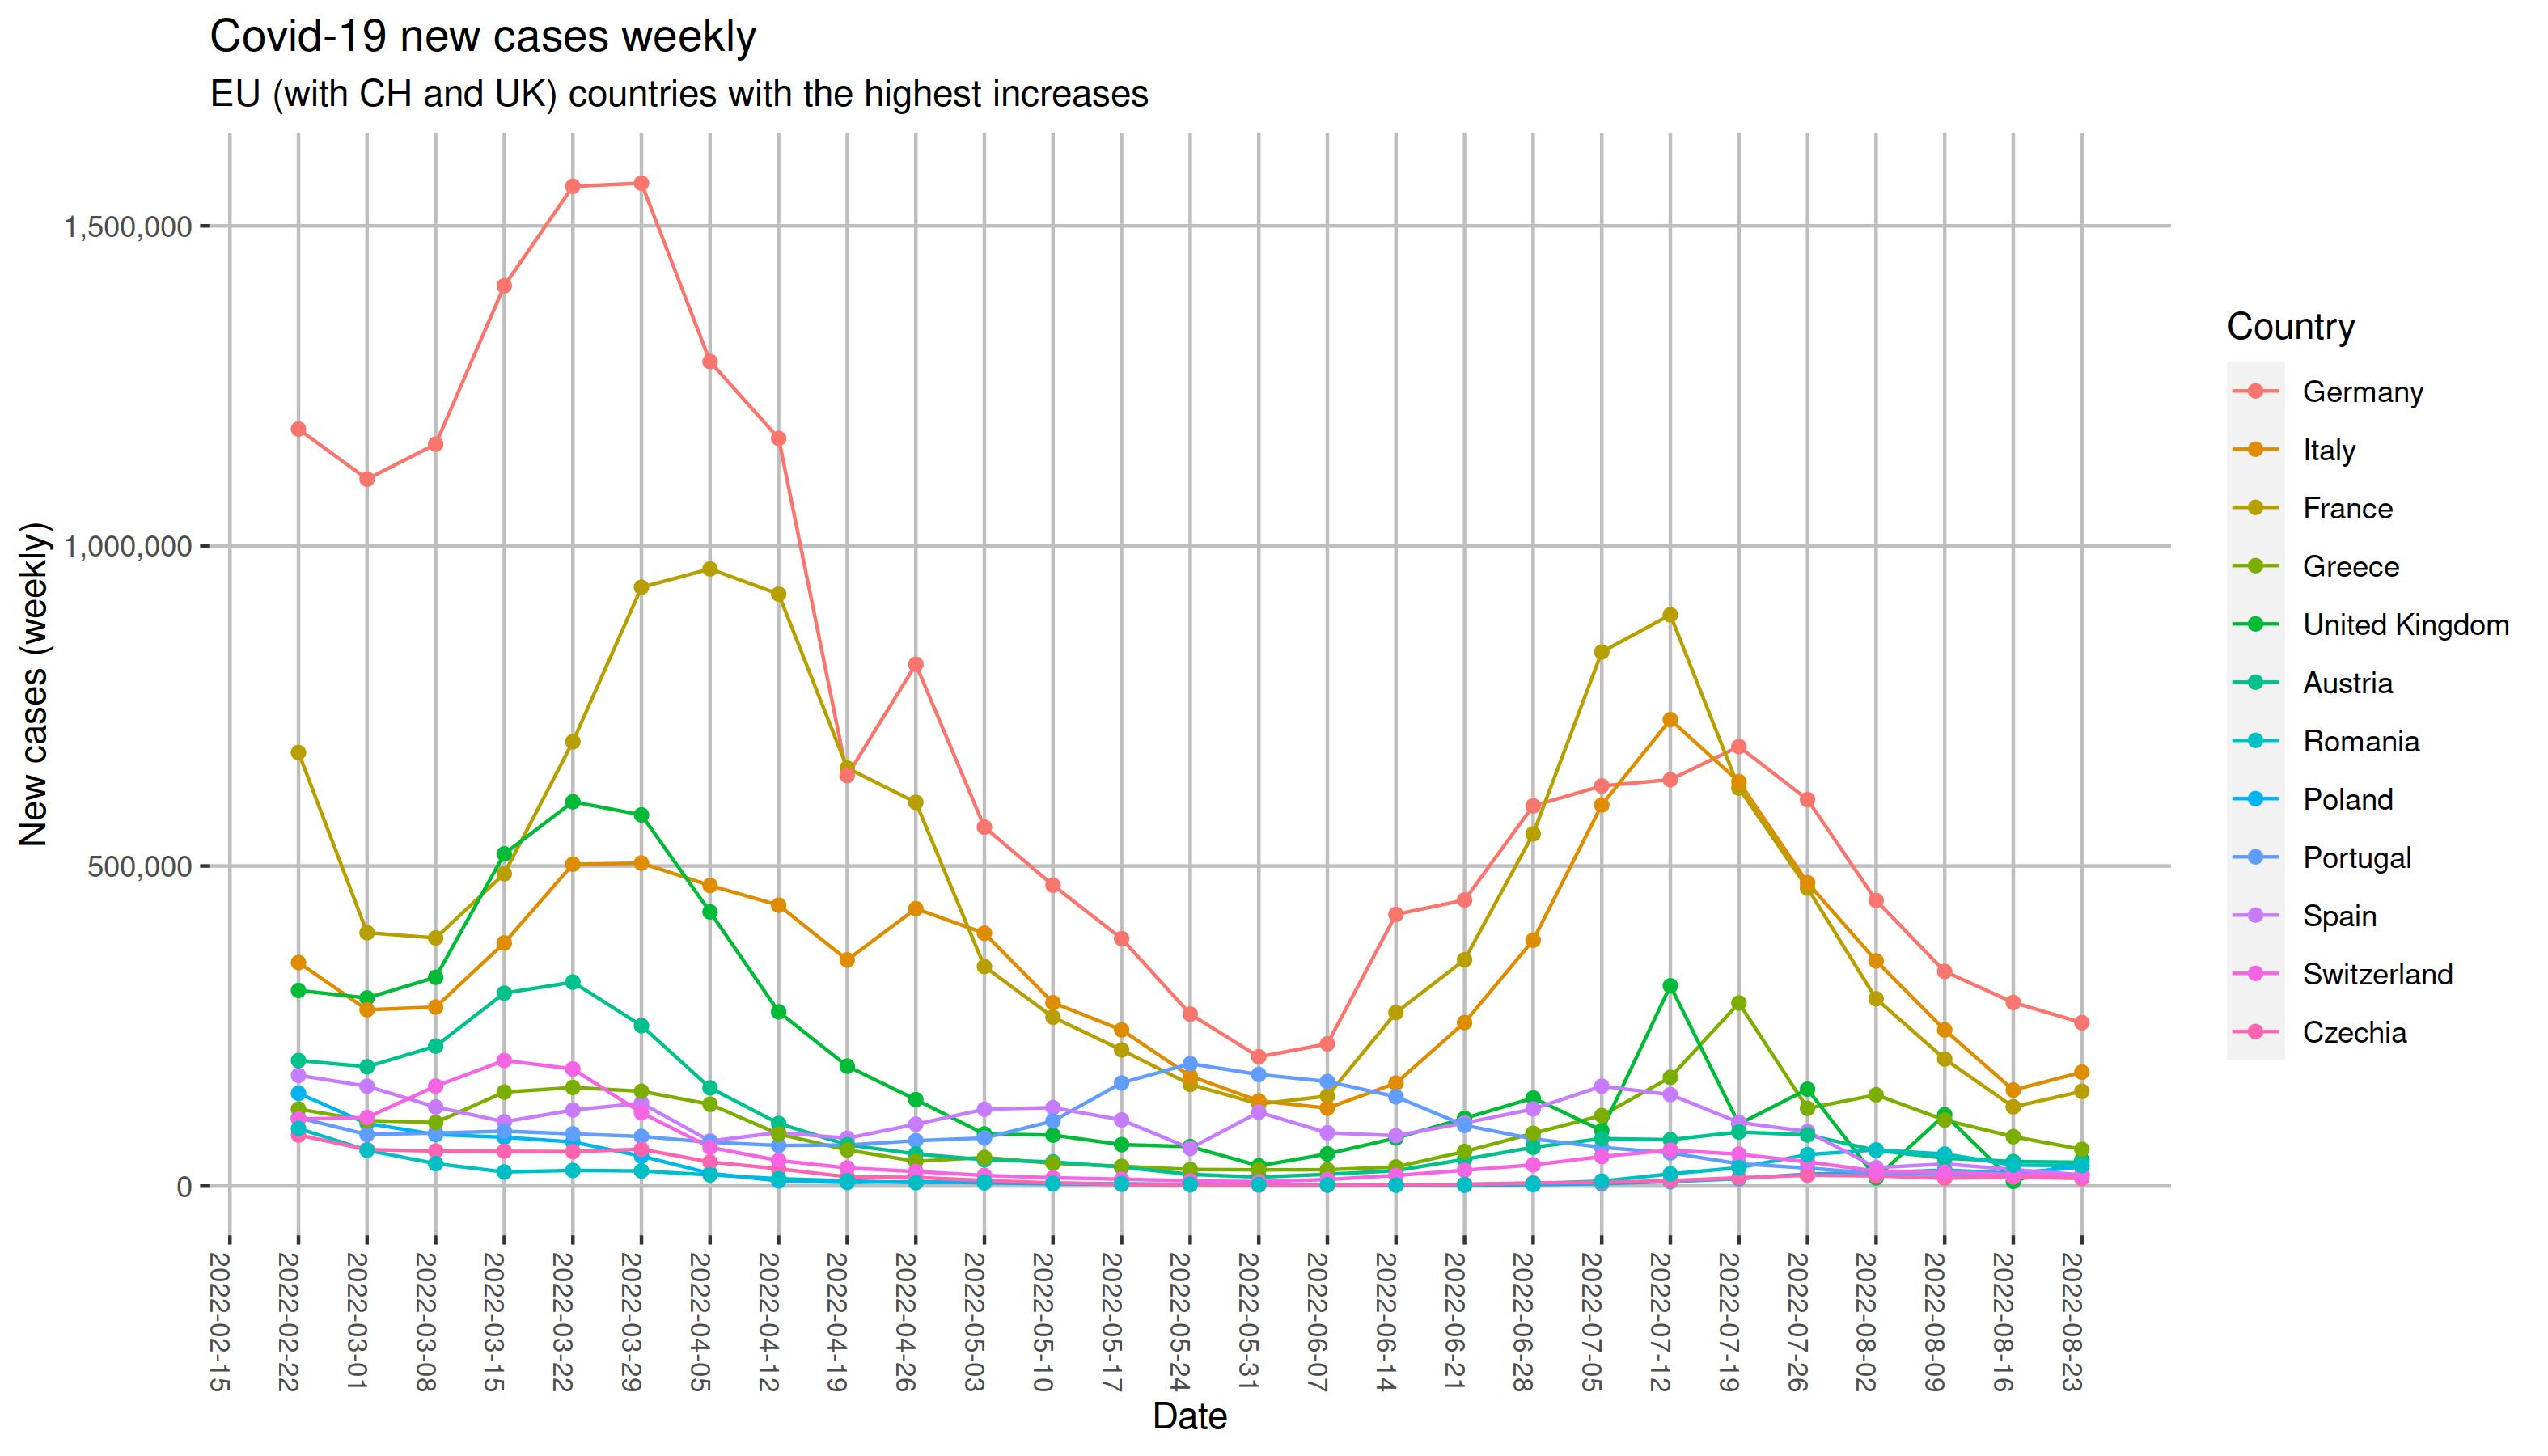 Covid-19 new cases weekly
EU (with CH and UK) countries with the highest increases
New cases (weekly)
1,500,000
1,000,000
500,000
0
2022-02-15
2022-02-22
2022-03-01
2022-03-08
2022-03-15
2022-03-22
2022-03-29
2022-04-05
2022-04-12
2022-04-19
2022-04-26
2022-05-03
2022-05-10
2022-05-17
2022-05-24
2022-05-31
2022-06-07
2022-06-14
2022-06-21
2022-06-28
2022-07-05
2022-07-12
2022-07-19
2022-07-26
2022-08-02
2022-08-09
2022-08-16
2022-08-23
Date
Country
Germany
Italy
France
Greece
United Kingdom
Austria
Romania
Poland
Portugal
Spain
Switzerland
Czechia